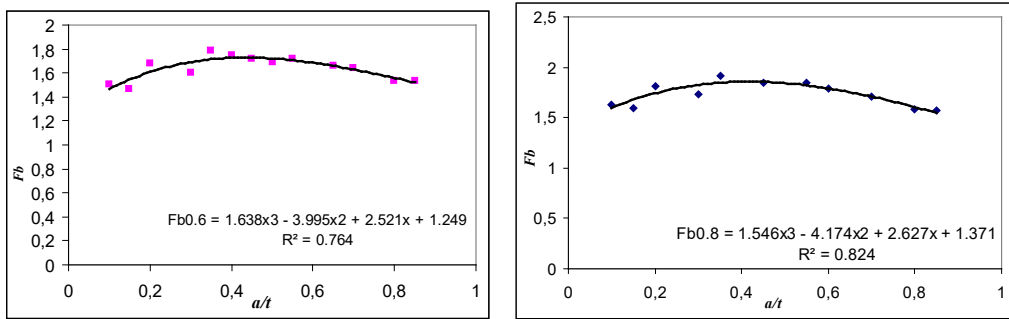 2
1,8
1,6
1,4
1,2
1
0,8
0,6
0,4
0,2
0
Fb
Fb0.6 = 1.638x3 - 3.995x2 + 2.521x + 1.249
R² = 0.764
0 0,2 0,4 0,6 0,8 1
a/t
2,5
2
1,5
1
0,5
0
Fb
Fb0.8 = 1.546x3 - 4.174x2 + 2.627x + 1.371
R² = 0.824
0 0,2 0,4 0,6 0,8 1
a/t